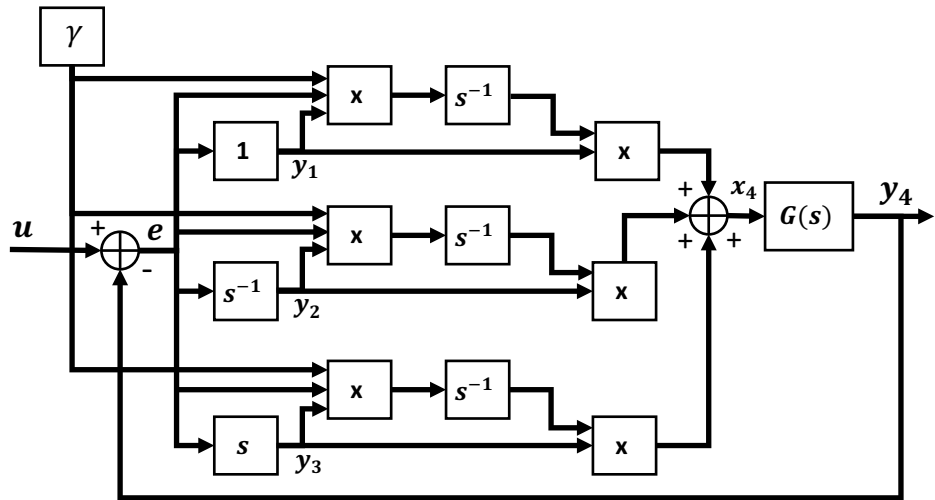 γ
x
s⁻¹
1
y₁
x
+
x₄
y₄
u
+
e
-
x
s⁻¹
+
+
+
G(s)
s⁻¹
y₂
x
x
s⁻¹
s
y₃
x